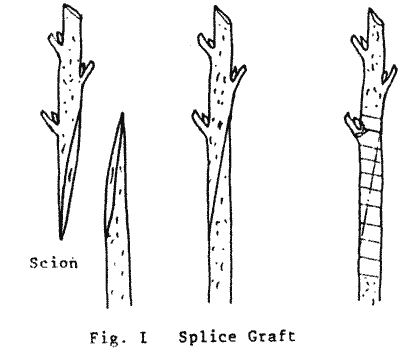 Scion
Fig. I Splice Graft